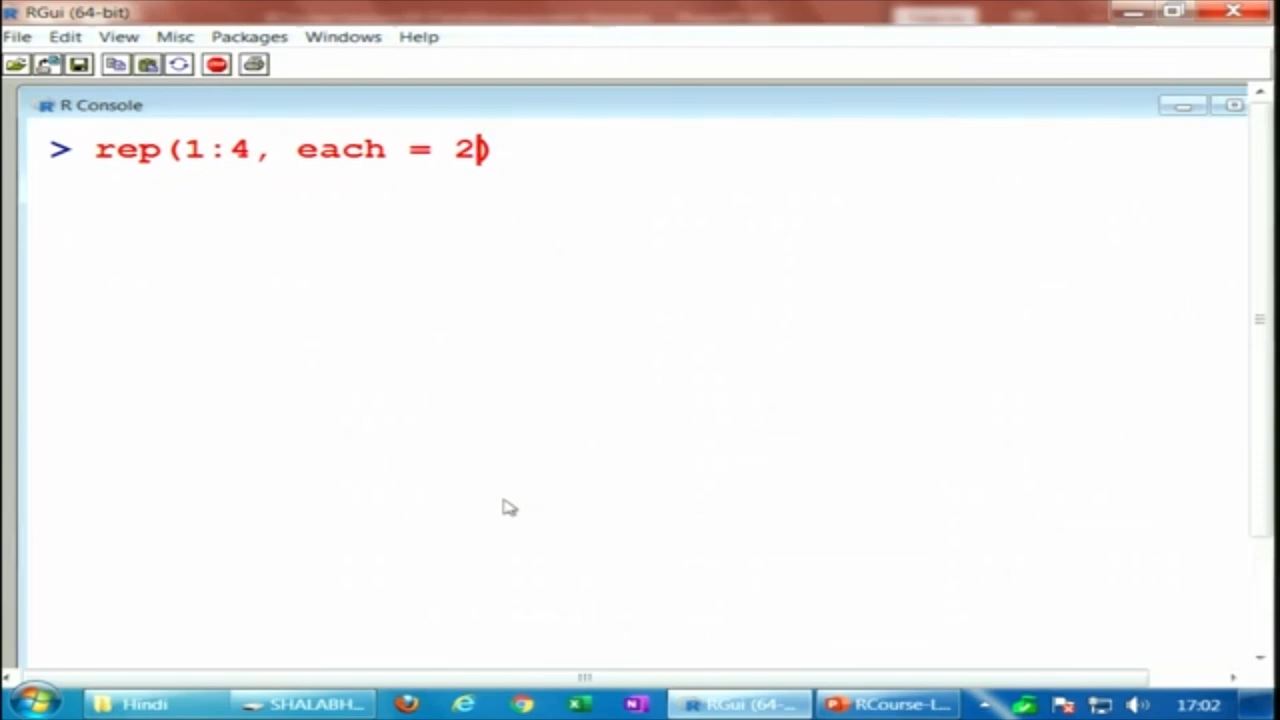 RGui (64-bit)
File Edit View Misc Packages Windows Help
R Console
> rep(1:4, each = 2)
Hindi SHALABH... RGui (64-... RCourse-L... 17:02